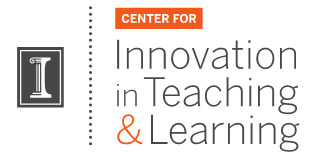 CENTER FOR
Innovation
in Teaching
& Learning